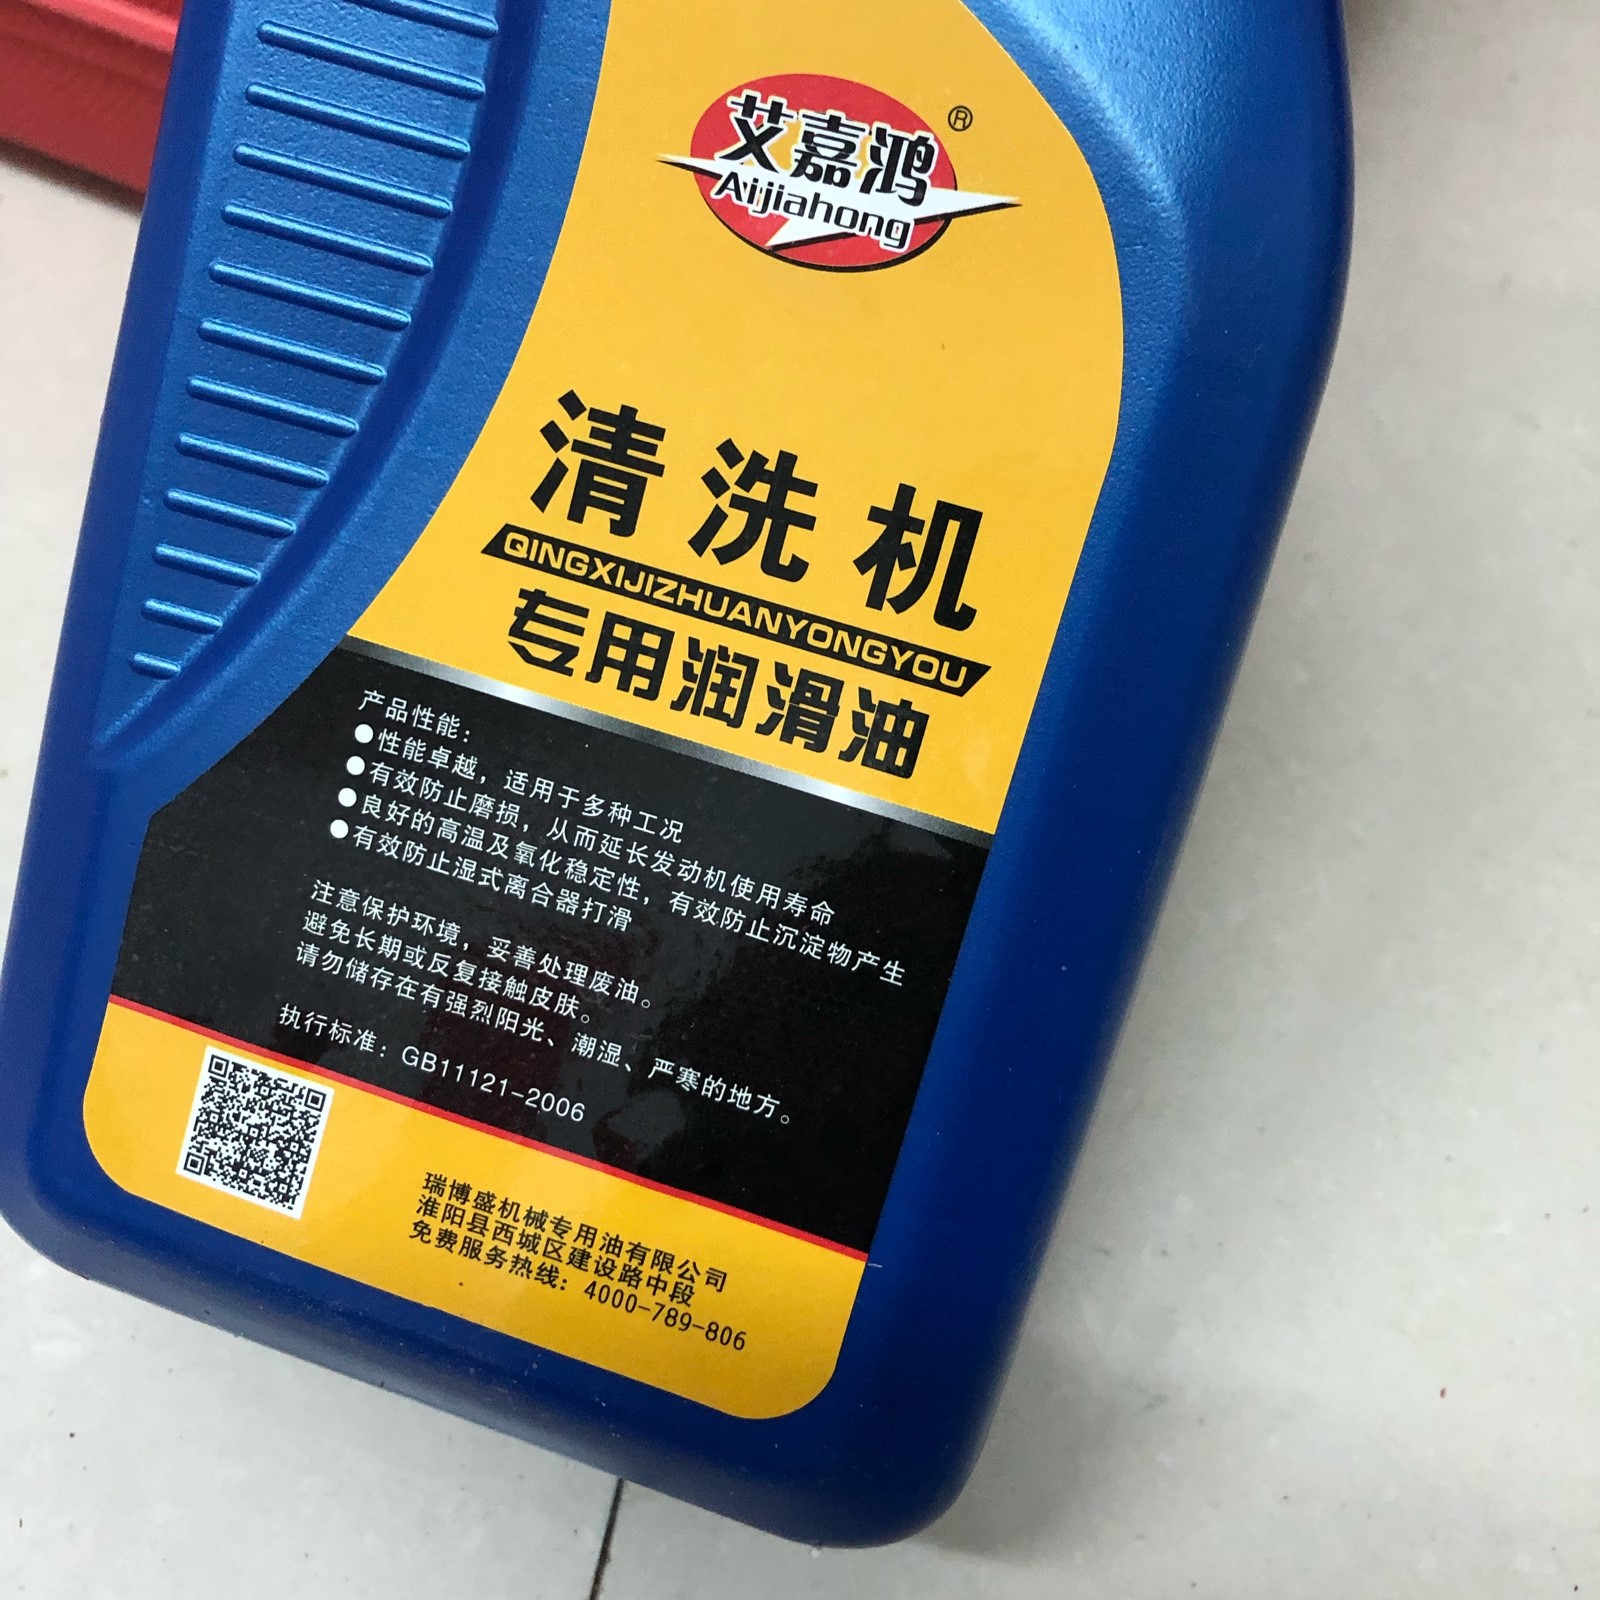 艾嘉鸿®
Aijiahong
清洗机
QINGXIJIZHUANYONGYOU
专用润滑油
产品性能：
●性能卓越，适用于多种工况
●有效防止磨损，从而延长发动机使用寿命
●良好的高温及氧化稳定性，有效防止沉淀物产生
●有效防止湿式离合器打滑
注意保护环境，妥善处理废油。
避免长期或反复接触皮肤。
请勿储存在有强烈阳光、潮湿、严寒的地方。
执行标准：GB11121-2006
瑞博盛机械专用油有限公司
淮阳县西城区建设路中段
免费服务热线：4000-789-806